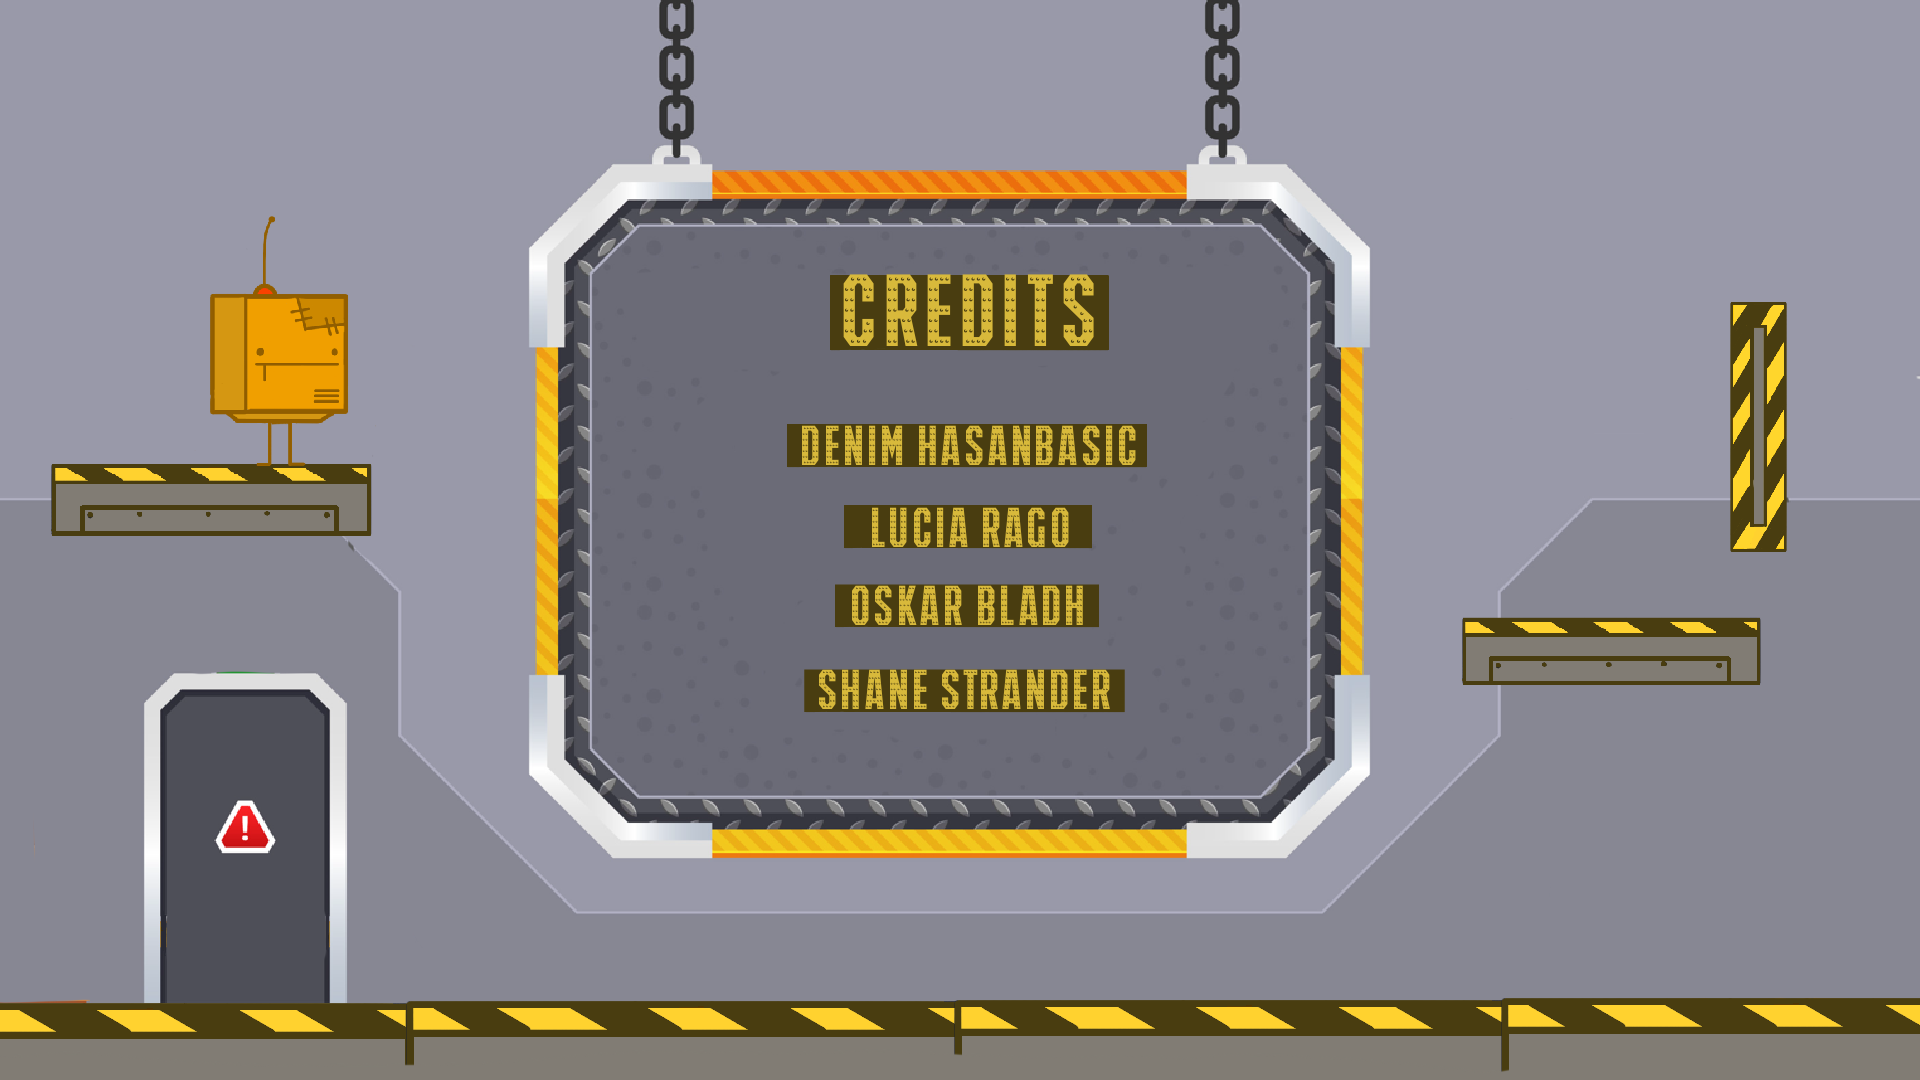 CREDITS
DENIM HASANBASIC
LUCIA RAGO
OSKAR BLADH
SHANE STRANDER
!